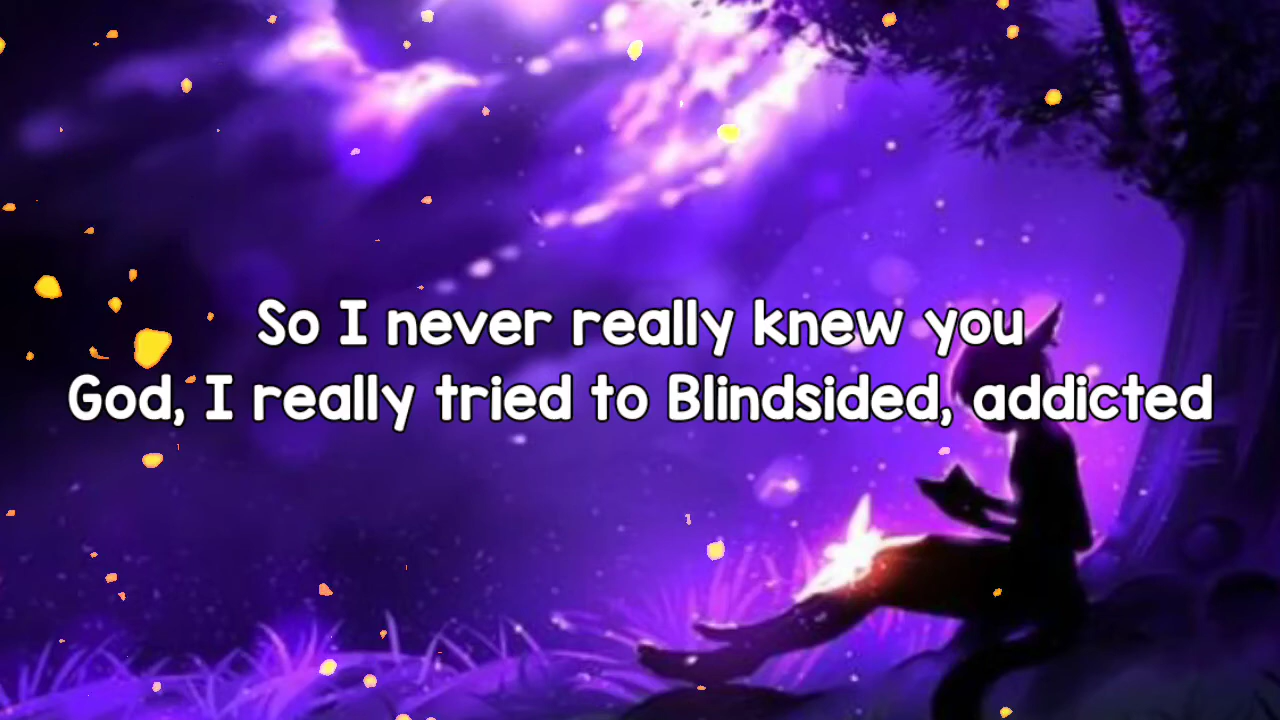 So I never really knew you
God, I really tried to Blindsided, addicted